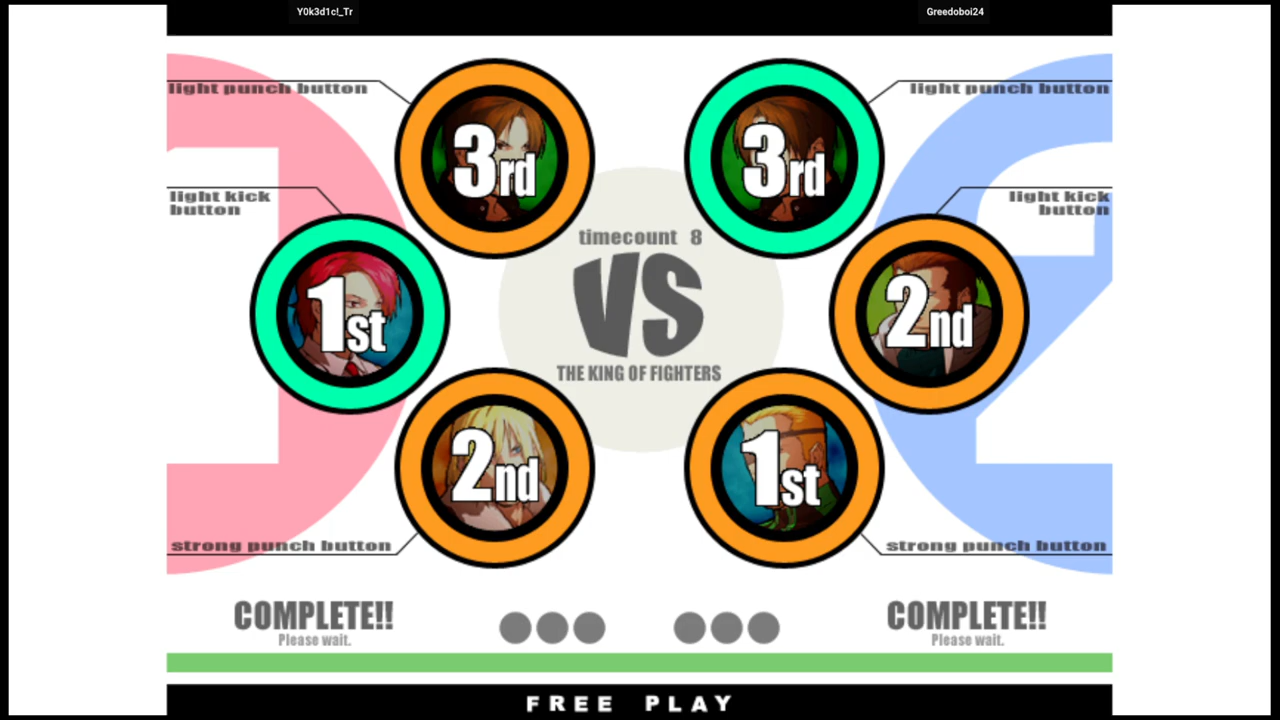 Y0k3d1c!_Tr
Greedoboi24
light punch button
light punch button
3rd
3rd
light kick
button
light kick
button
timecount 8
VS
THE KING OF FIGHTERS
1st
2nd
2nd
1st
strong punch button
strong punch button
COMPLETE!!
Please wait.
COMPLETE!!
Please wait.
FREE PLAY